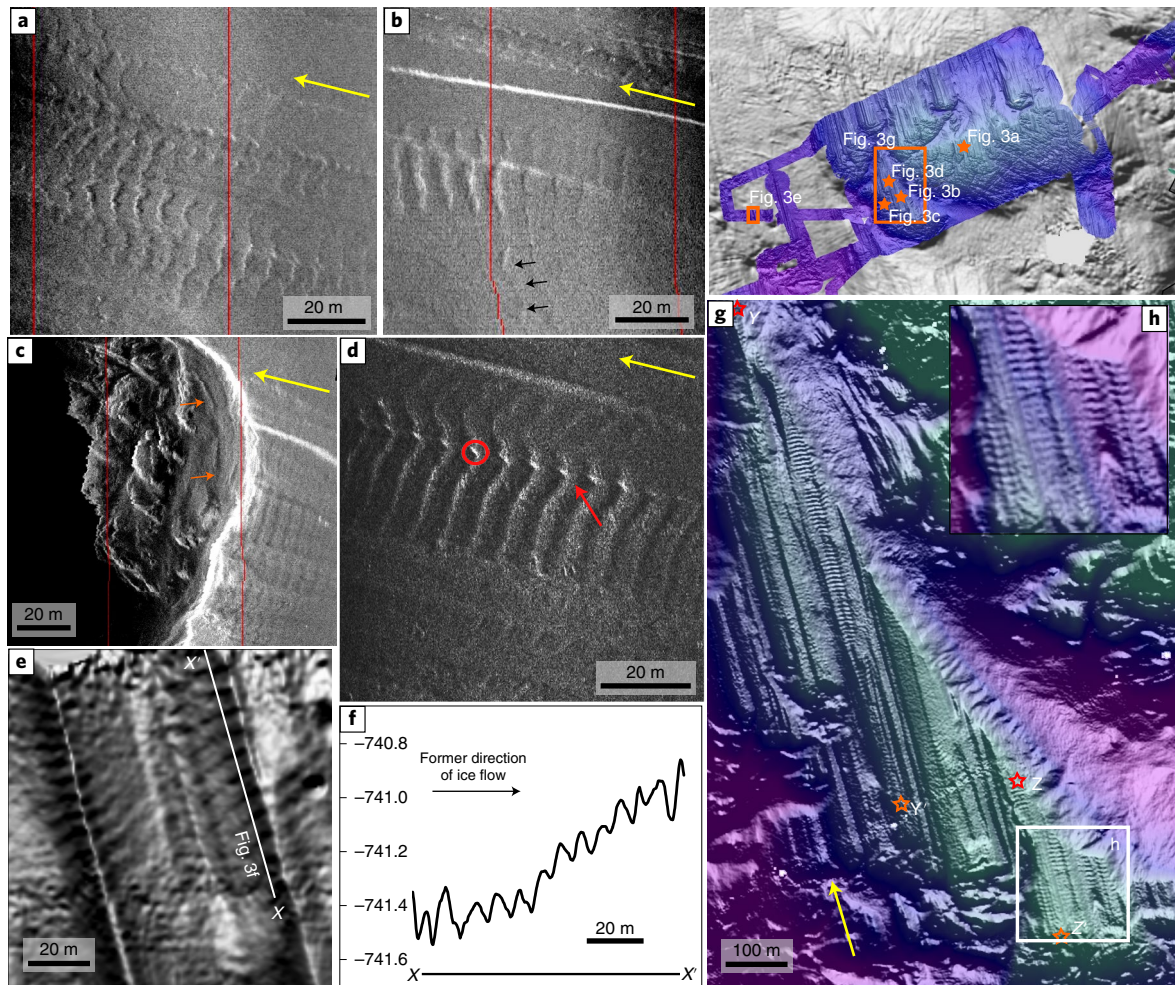 a
20 m
b
20 m
Fig. 3g
Fig. 3a
Fig. 3d
Fig. 3b
Fig. 3e
Fig. 3c
c
20 m
d
20 m
e
X′
Fig. 3f
X
20 m
f
–740.8
–741.0
–741.2
–741.4
–741.6
Former direction
of ice flow
20 m
X
X′
g
Y
h
Z
Y′
h
Z′
100 m